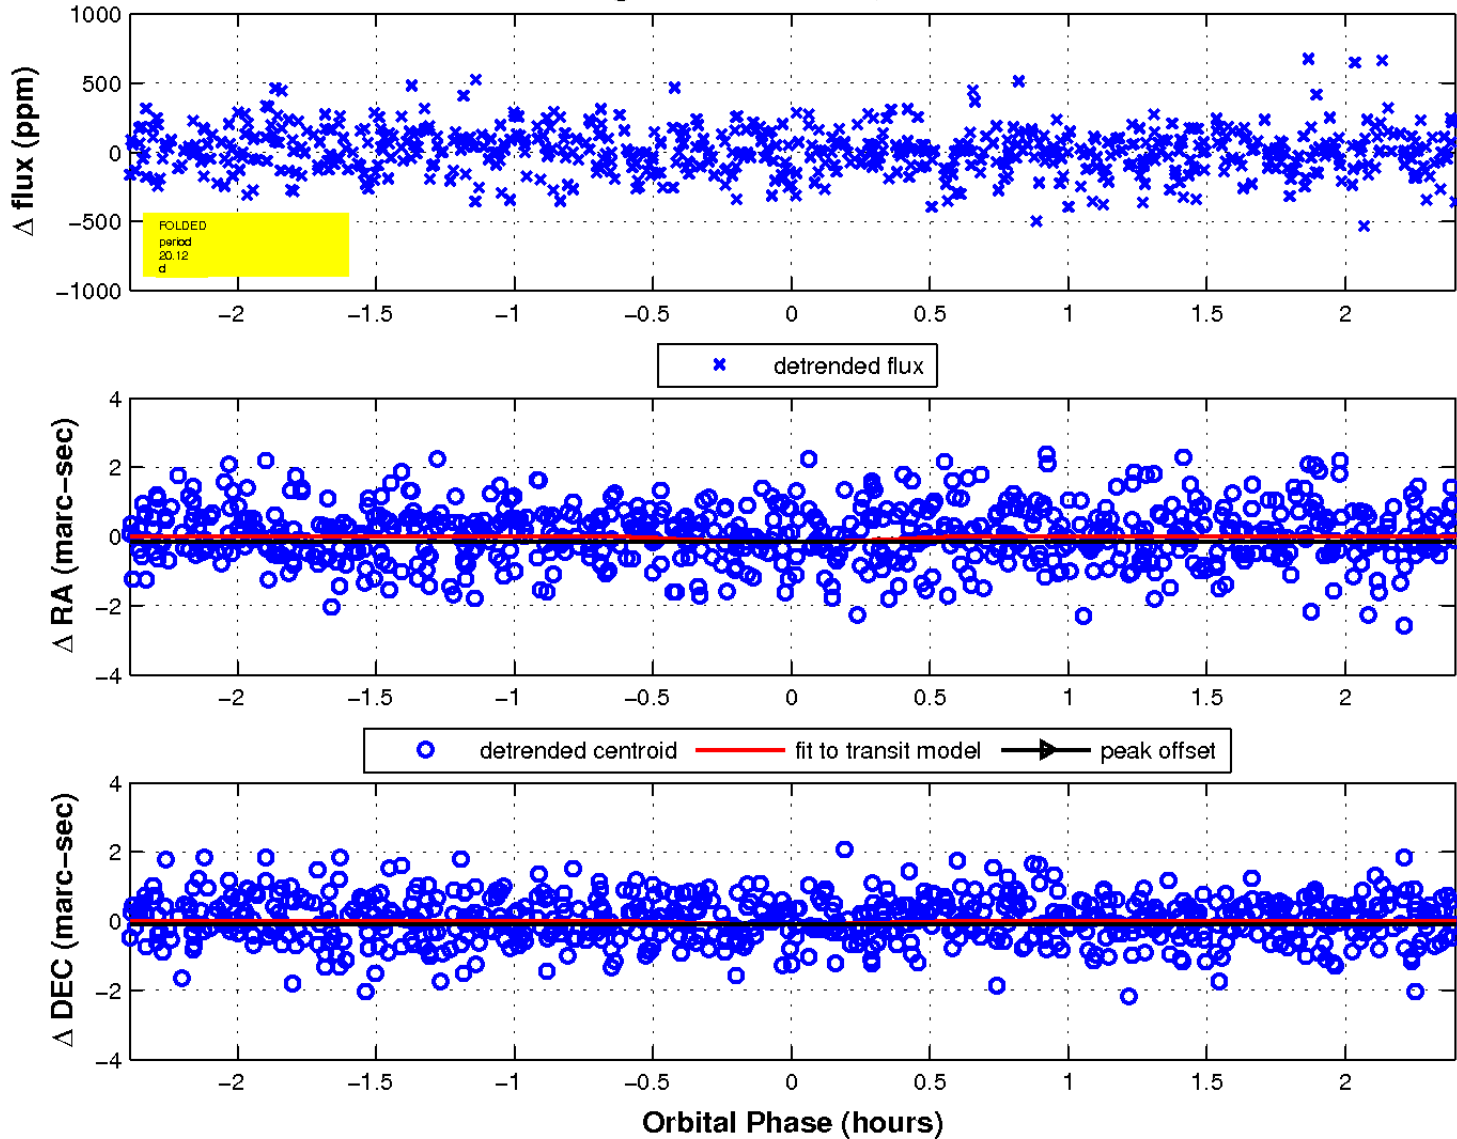 1000
500
0
−500
−1000
Δ flux (ppm)
FOLDED
period
20.12
d
−2 −1.5 −1 −0.5 0 0.5 1 1.5 2
detrended flux
4
2
0
−2
−4
Δ RA (marc−sec)
−2 −1.5 −1 −0.5 0 0.5 1 1.5 2
detrended centroid fit to transit model peak offset
4
2
0
−2
−4
Δ DEC (marc−sec)
−2 −1.5 −1 −0.5 0 0.5 1 1.5 2
Orbital Phase (hours)